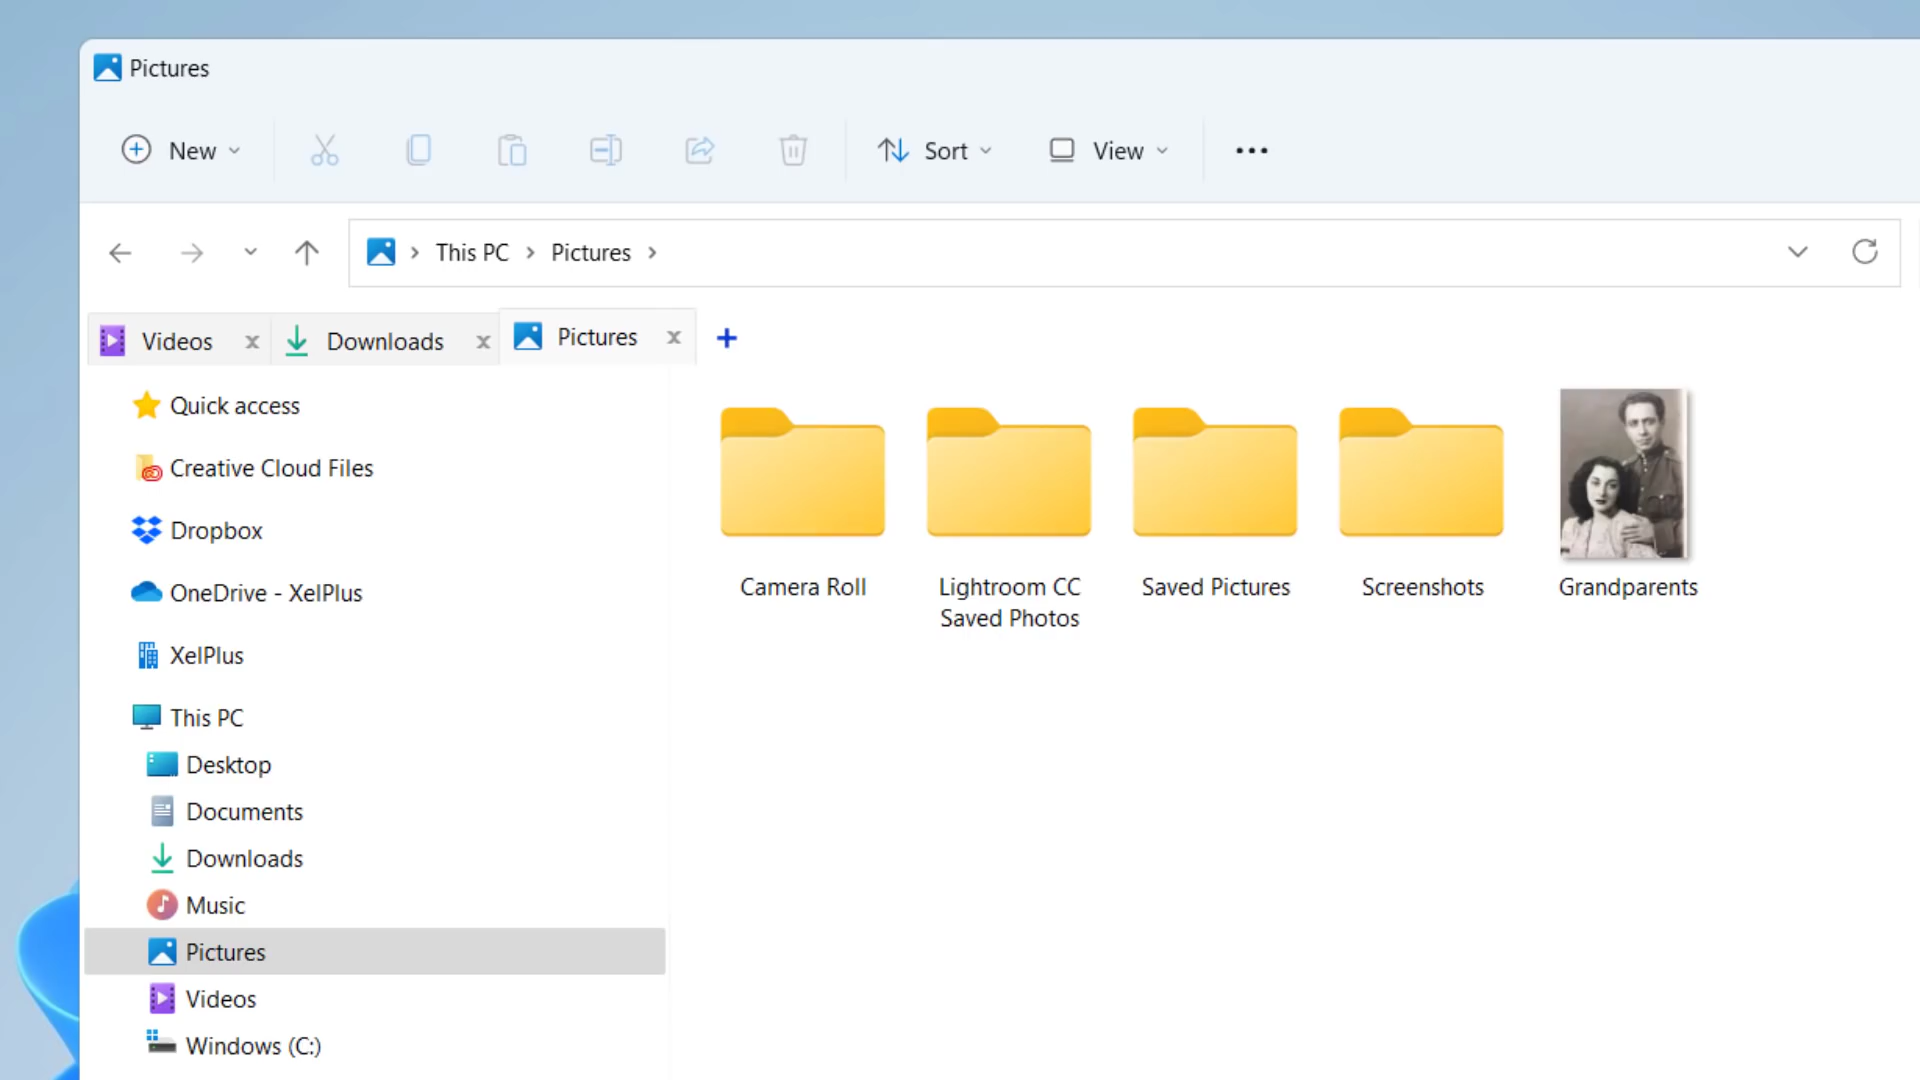 Pictures
New
Sort
View
This PC
Pictures
Videos
Downloads
Pictures
Quick access
Creative Cloud Files
Dropbox
OneDrive - XelPlus
XelPlus
This PC
Desktop
Documents
Downloads
Music
Pictures
Videos
Windows (C:)
Camera Roll
Lightroom CC
Saved Photos
Saved Pictures
Screenshots
Grandparents